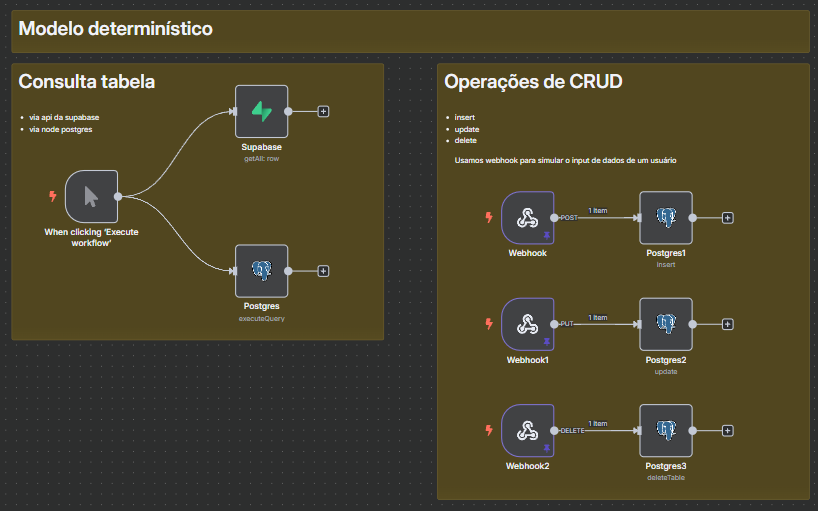 Modelo determinístico
Consulta tabela
via api da supabase
via node postgres
Supabase
getAll: row
When clicking ‘Execute
workflow’
Postgres
executeQuery
Operações de CRUD
insert
update
delete
Usamos webhook para simular o input de dados de um usuário
POST
1 item
Webhook
Postgres1
insert
PUT
1 item
Webhook1
Postgres2
update
DELETE
1 item
Webhook2
Postgres3
deleteTable